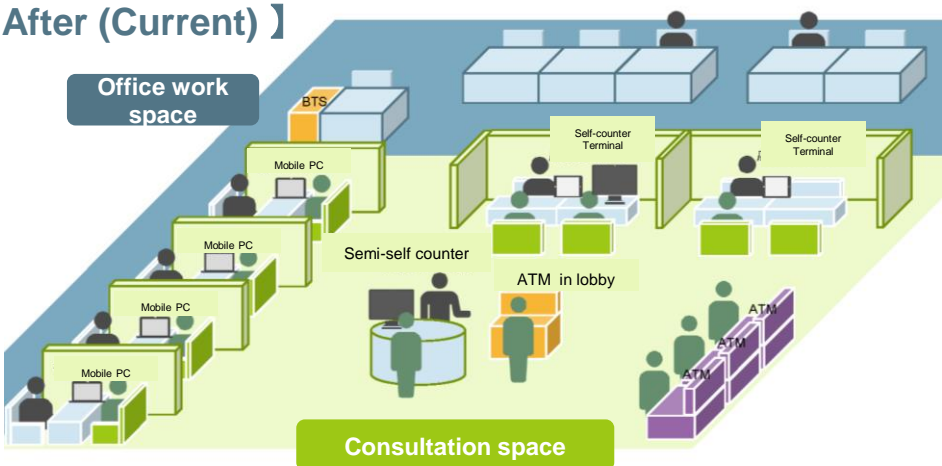 After (Current) 】
Office work
space
BTS
Self-counter
Terminal
Self-counter
Terminal
Mobile PC
Mobile PC
Semi-self counter
ATM in lobby
Mobile PC
ATM
ATM
Mobile PC
ATM
Consultation space